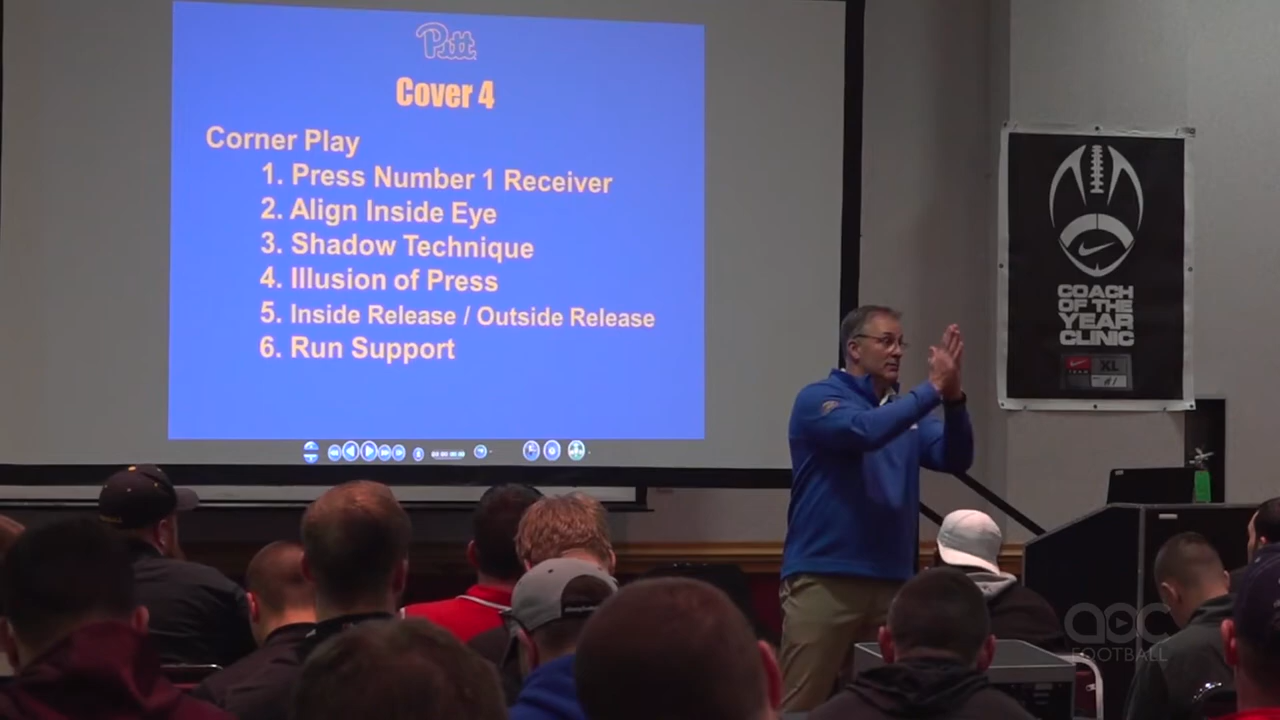 Pitt
Cover 4
Corner Play
1. Press Number 1 Receiver
2. Align Inside Eye
3. Shadow Technique
4. Illusion of Press
5. Inside Release / Outside Release
6. Run Support
COACH
OF THE
YEAR
CLINIC
XL
#1
aoc
FOOTBALL